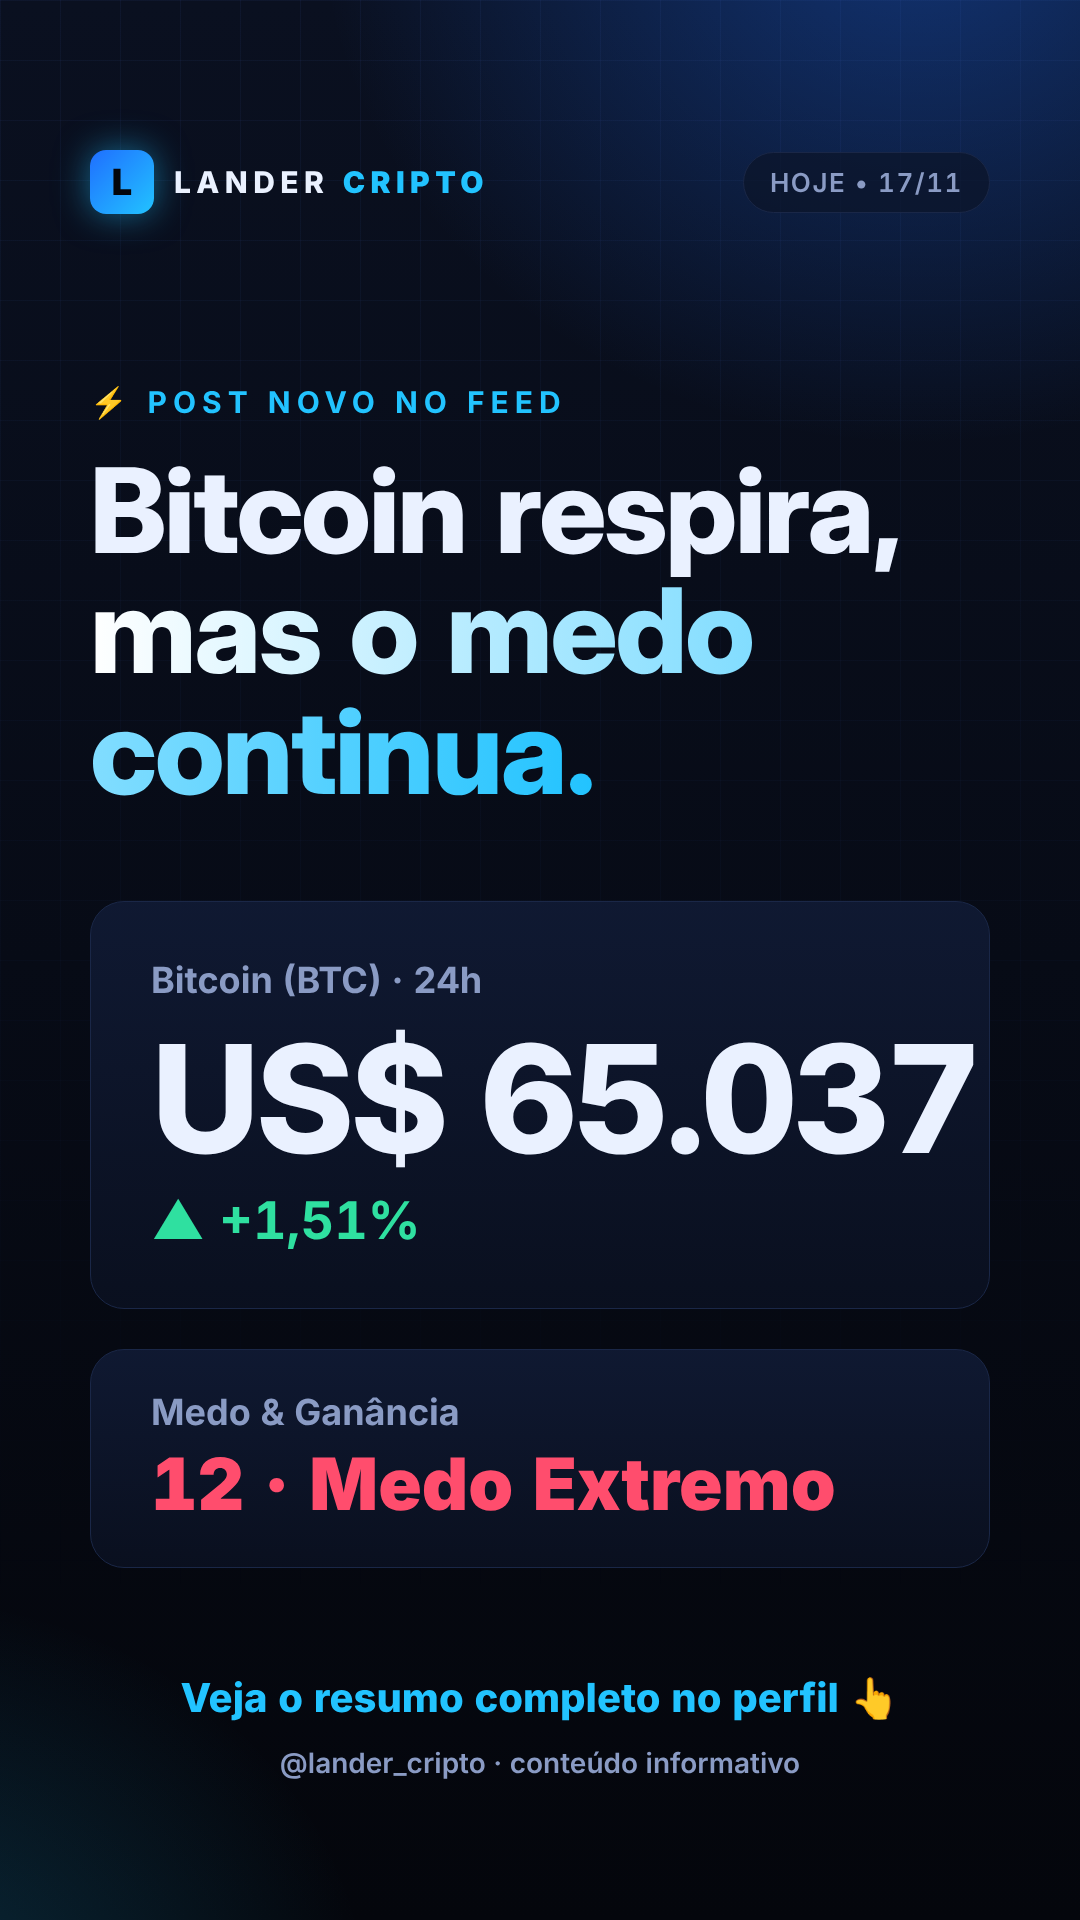 L LANDER CRIPTO
HOJE • 17/11
⚡ POST NOVO NO FEED
Bitcoin respira,
mas o medo
continua.
Bitcoin (BTC) · 24h
US$ 65.037
▲ +1,51%
Medo & Ganância
12 · Medo Extremo
Veja o resumo completo no perfil 👆
@lander_cripto · conteúdo informativo